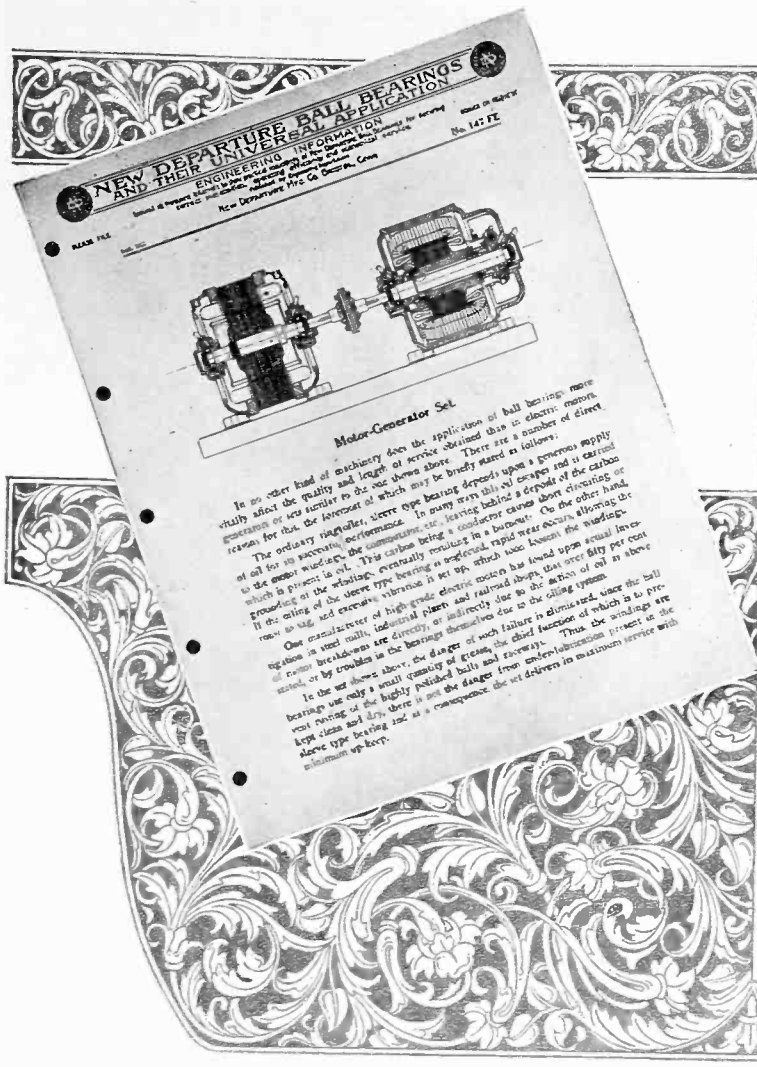 NEW DEPARTURE BALL BEARINGS
AND THEIR UNIVERSAL APPLICATION
ENGINEERING INFORMATION
New Departure Mfg Co Bristol, Conn
No. 147 FE
PLEASE FILE
Motor-Generator Set.
In no other kind of machinery does the application of ball bearings more
vitally affect the quality and length of service obtained than in electric motors,
generators or sets similar to the one shown above. There are a number of direct
reasons for this, the foremost of which may be briefly stated as follows:
The ordinary ring-oiler, sleeve type bearing depends upon a generous supply
of oil for its successful performance. In many ways this oil escapes and is carried
to the motor windings, the commutator, etc., leaving behind a deposit of the carbon
which is present in oil. This carbon being a conductor causes short circuiting or
grounding of the windings, eventually resulting in a burnout. On the other hand,
if the oiling of the sleeve type bearing is neglected, rapid wear occurs, allowing the
to sag, and excessive vibration is set up, which soon loosens the windings.
One manufacturer of high-grade electric motors has found upon actual inves-
tigation in steel mills, industrial plants and railroad shops, that over fifty per cent
of motor breakdowns are directly, or indirectly due to the action of oil as above
stated, or by troubles in the bearings themselves due to the oiling system.
In the set shown above, the danger of such failure is eliminated, since the ball
bearings use only a small quantity of grease, the chief function of which is to pre-
vent rusting of the highly polished balls and raceways. Thus the windings are
kept clean and dry, there is not the danger from under-lubrication present in the
sleeve type bearing and as a consequence, the set delivers its maximum service with
minimum up-keep.